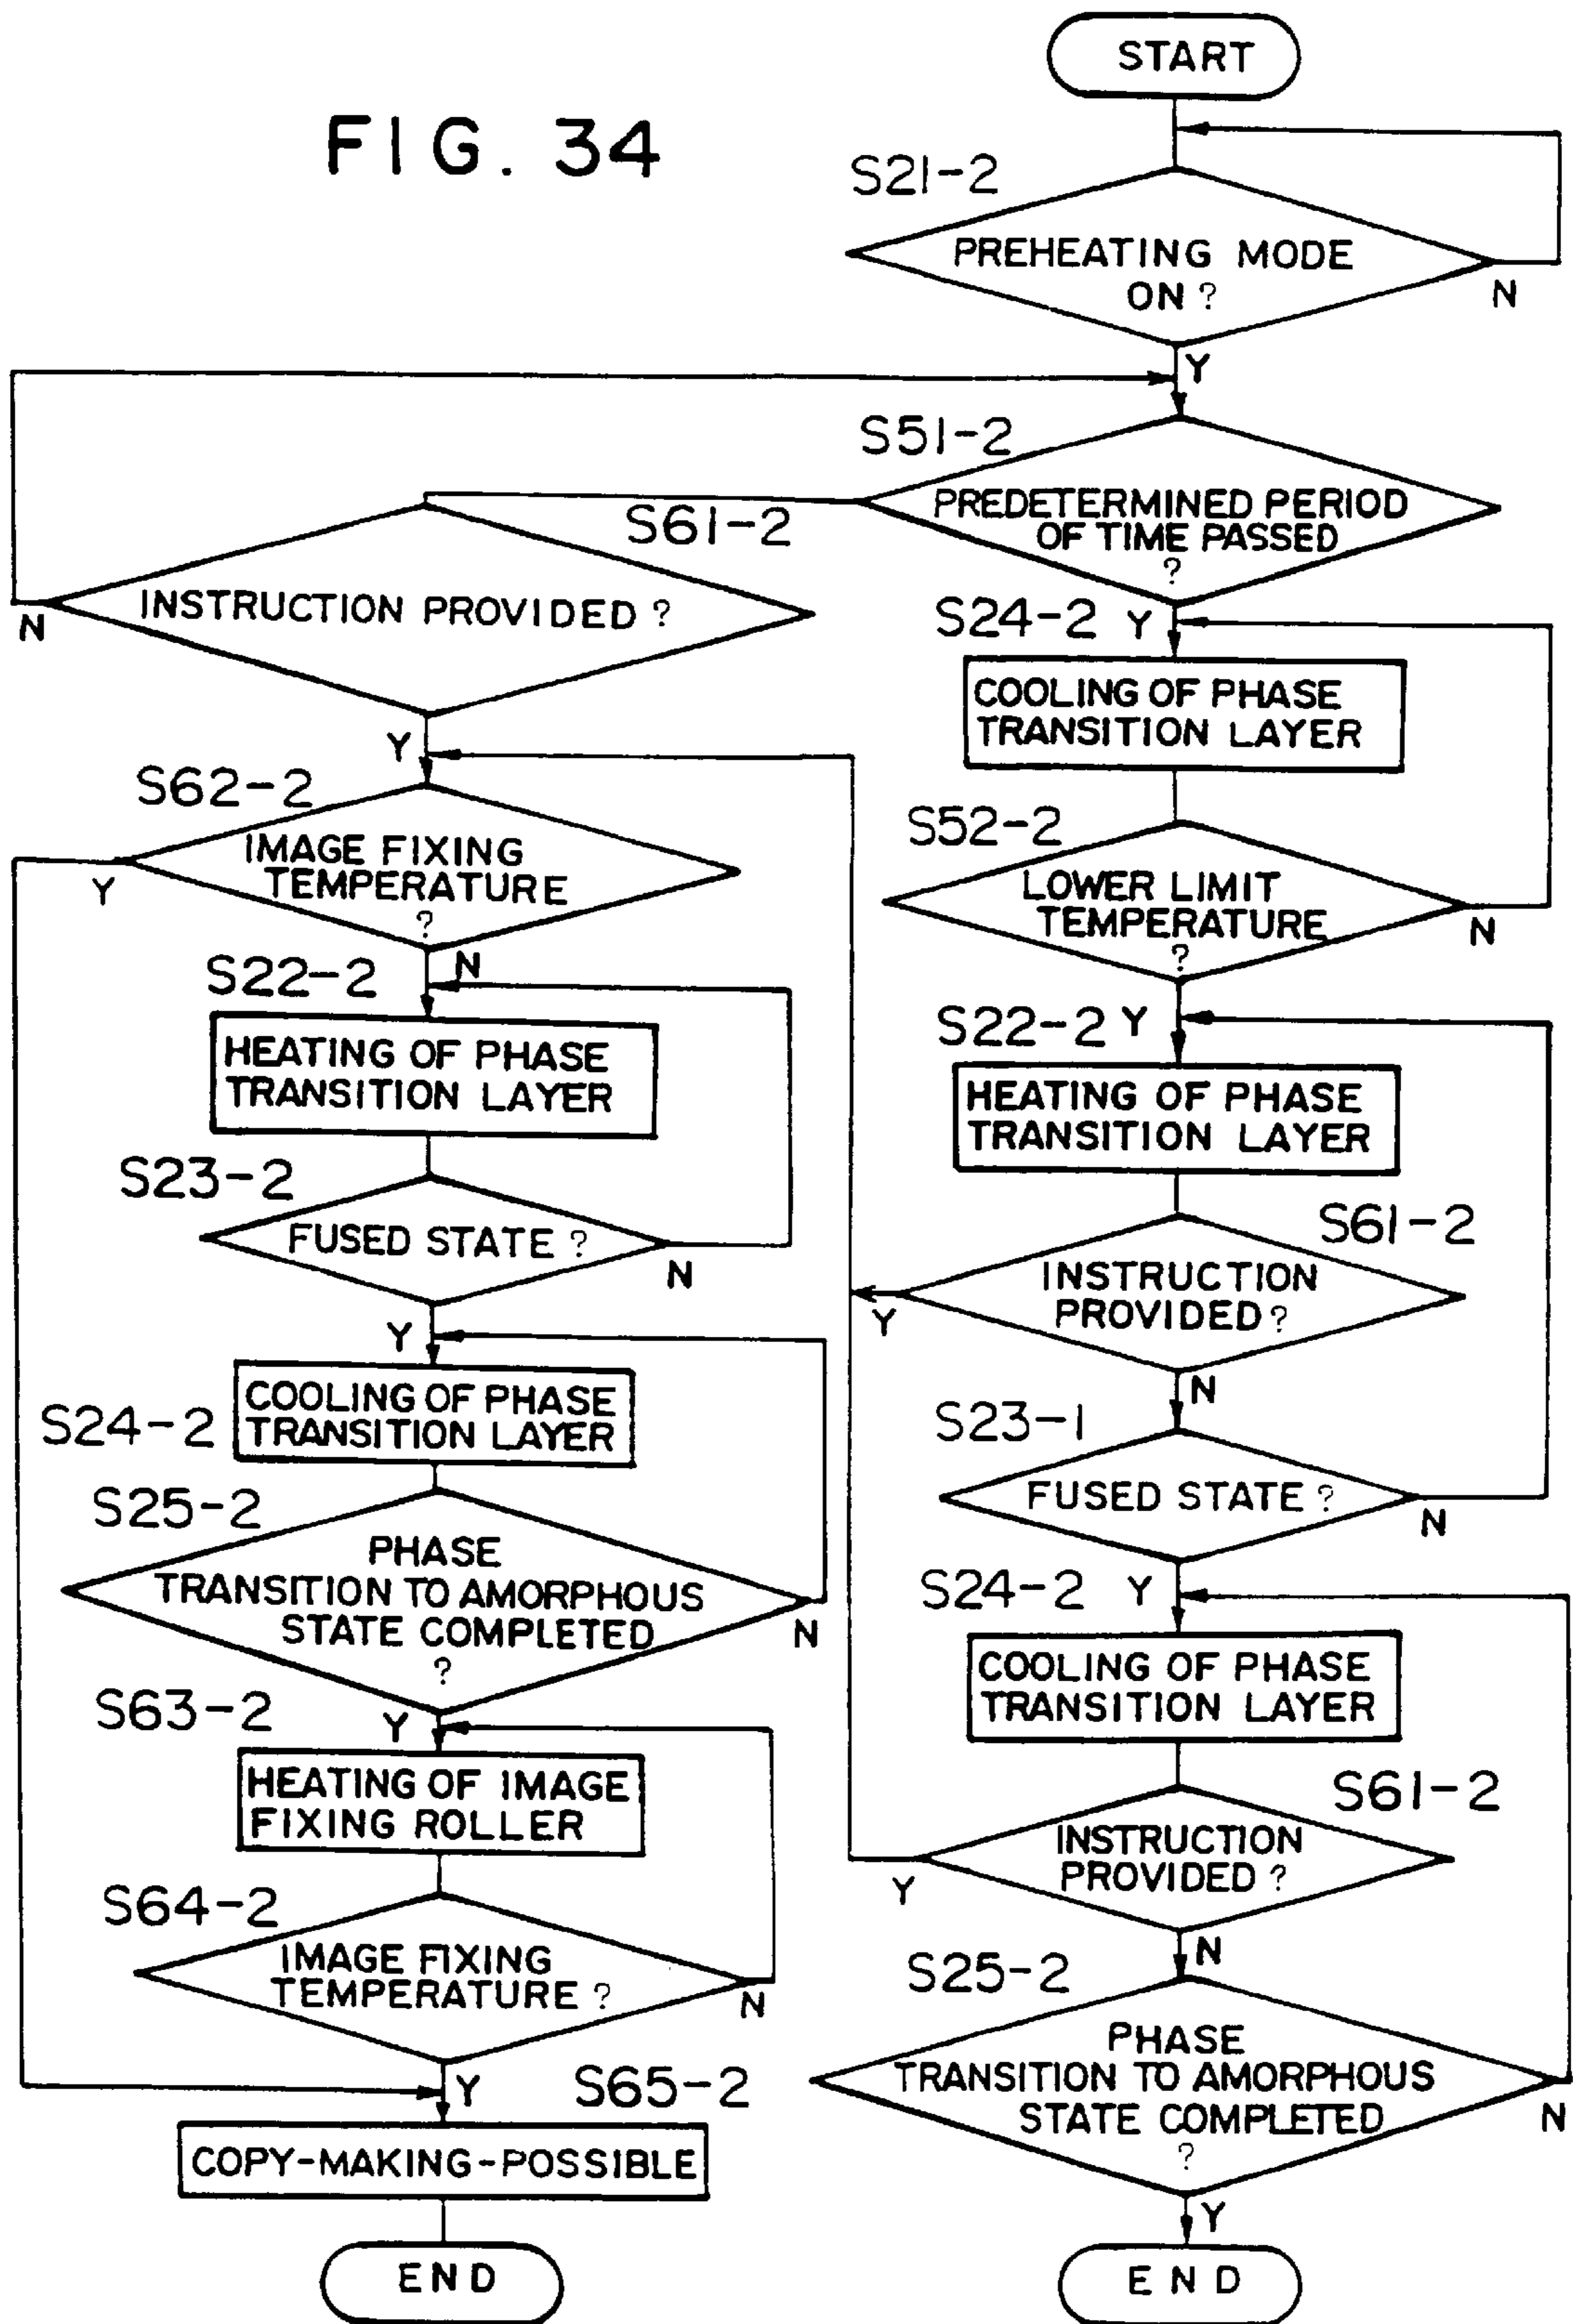 FIG. 34
START
S21-2
PREHEATING MODE
ON ?
N
Y
S51-2
PREDETERMINED PERIOD
OF TIME PASSED
?
S61-2
INSTRUCTION PROVIDED ?
N
Y
S62-2
IMAGE FIXING
TEMPERATURE
?
Y
N
S22-2
HEATING OF PHASE
TRANSITION LAYER
S23-2
FUSED STATE ?
N
Y
S24-2
COOLING OF PHASE
TRANSITION LAYER
S25-2
PHASE
TRANSITION TO AMORPHOUS
STATE COMPLETED
?
N
S63-2
Y
HEATING OF IMAGE
FIXING ROLLER
S64-2
IMAGE FIXING
TEMPERATURE ?
N
Y
S65-2
COPY-MAKING-POSSIBLE
END
S24-2
Y
COOLING OF PHASE
TRANSITION LAYER
S52-2
LOWER LIMIT
TEMPERATURE
?
N
S22-2
Y
HEATING OF PHASE
TRANSITION LAYER
S61-2
INSTRUCTION
PROVIDED ?
Y
N
S23-1
FUSED STATE ?
N
S24-2
Y
COOLING OF PHASE
TRANSITION LAYER
S61-2
INSTRUCTION
PROVIDED ?
Y
N
S25-2
PHASE
TRANSITION TO AMORPHOUS
STATE COMPLETED
?
N
Y
END